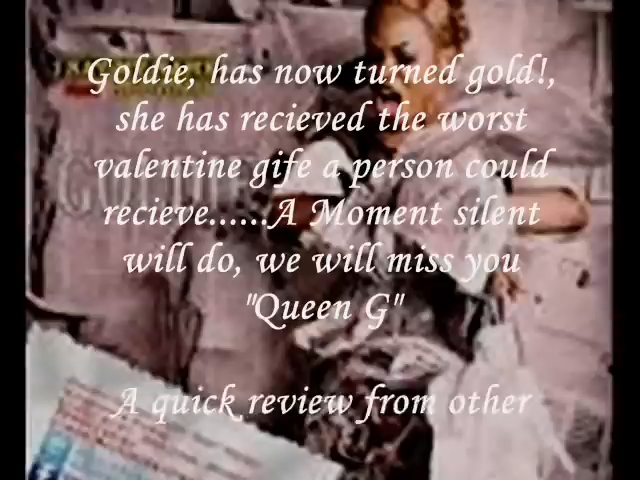 Goldie, has now turned gold!,
she has recieved the worst
valentine gife a person could
recieve......A Moment silent
will do, we will miss you
"Queen G"
A quick review from other